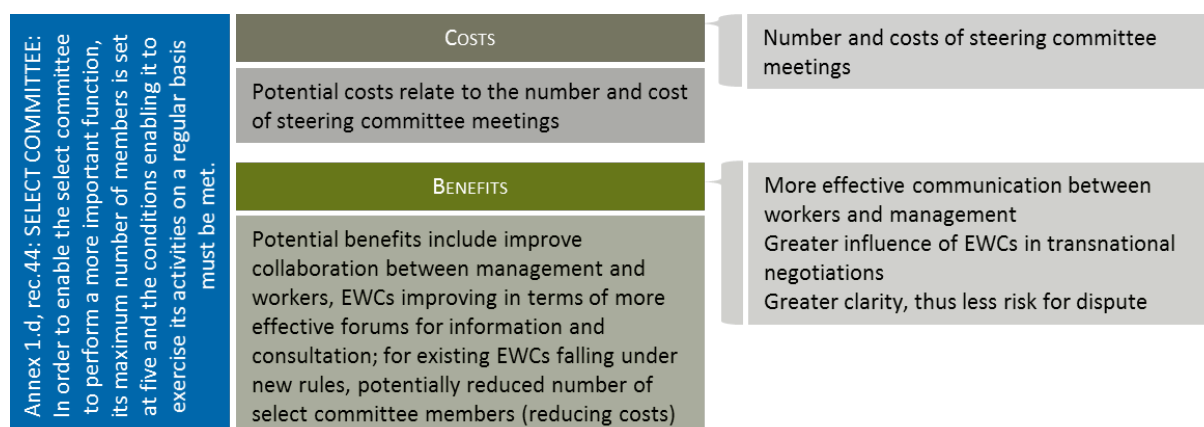 Annex 1.d, rec.44: SELECT COMMITTEE:
In order to enable the select committee
to perform a more important function,
its maximum number of members is set
at five and the conditions enabling it to
exercise its activities on a regular basis
must be met.
COSTS
Potential costs relate to the number and cost
of steering committee meetings
Number and costs of steering committee
meetings
BENEFITS
Potential benefits include improve
collaboration between management and
workers, EWCs improving in terms of more
effective forums for information and
consultation; for existing EWCs falling under
new rules, potentially reduced number of
select committee members (reducing costs)
More effective communication between
workers and management
Greater influence of EWCs in transnational
negotiations
Greater clarity, thus less risk for dispute